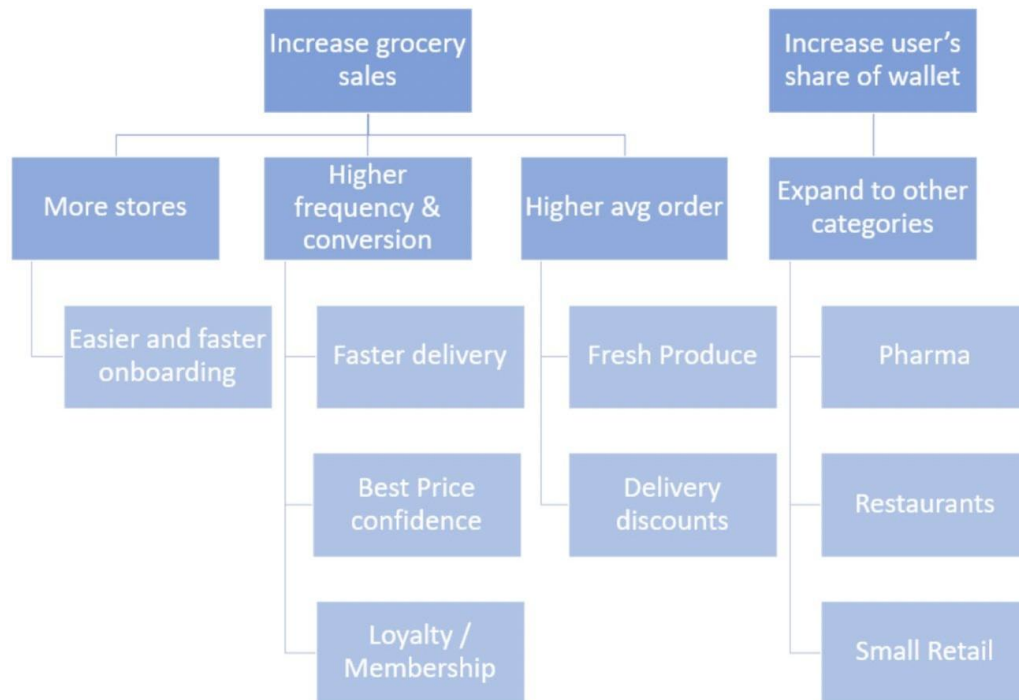 Increase grocery
sales
Increase user’s
share of wallet
More stores
Higher
frequency &
conversion
Higher avg order
Expand to other
categories
Easier and faster
onboarding
Faster delivery
Fresh Produce
Pharma
Best Price
confidence
Delivery
discounts
Restaurants
Loyalty /
Membership
Small Retail